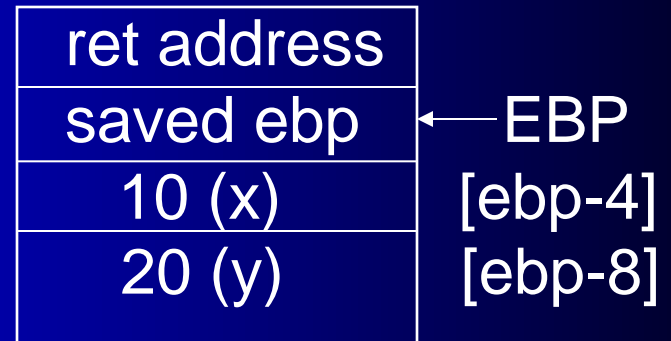 ret address
saved ebp EBP
10 (x) [ebp-4]
20 (y) [ebp-8]